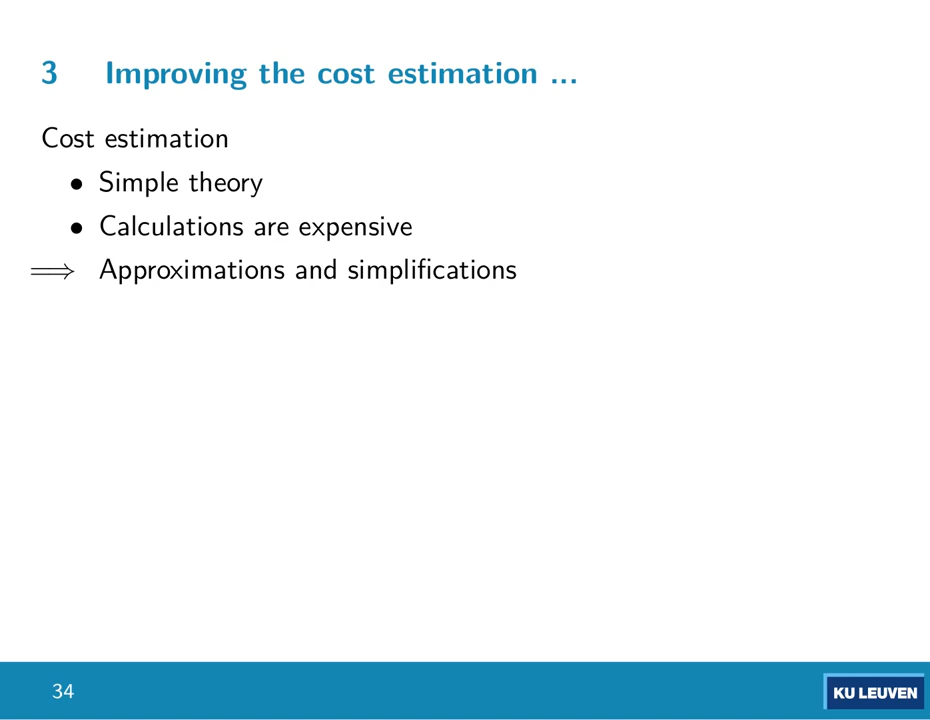 3 Improving the cost estimation ...
Cost estimation
• Simple theory
• Calculations are expensive
⟹ Approximations and simplifications
34
KU LEUVEN